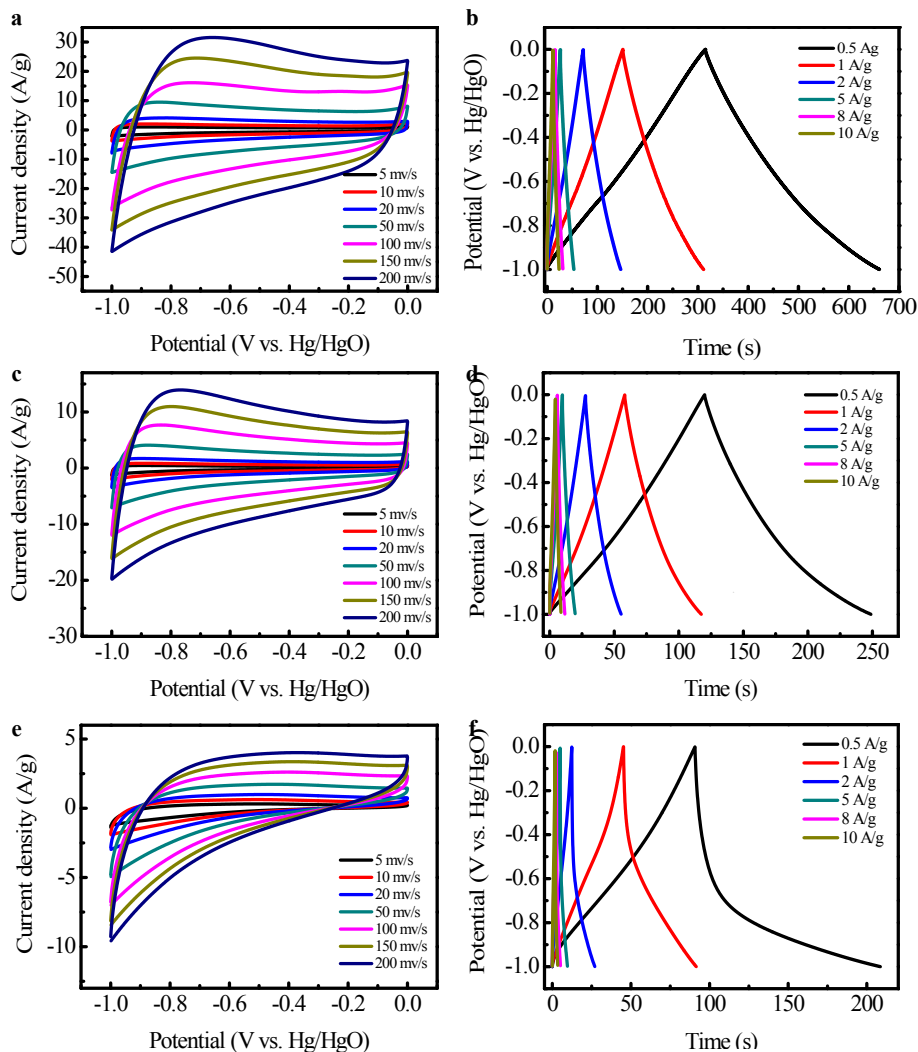 a
Current density (A/g)
30
20
10
0
-10
-20
-30
-40
-50
-1.0
-0.8
-0.6
-0.4
-0.2
0.0
Potential (V vs. Hg/HgO)
5 mv/s
10 mv/s
20 mv/s
50 mv/s
100 mv/s
150 mv/s
200 mv/s
b
Potential (V vs. Hg/HgO)
0.0
-0.2
-0.4
-0.6
-0.8
-1.0
0
100
200
300
400
500
600
700
Time (s)
0.5 Ag
1 A/g
2 A/g
5 A/g
8 A/g
10 A/g
c
Current density (A/g)
10
0
-10
-20
-30
-1.0
-0.8
-0.6
-0.4
-0.2
0.0
Potential (V vs. Hg/HgO)
5 mv/s
10 mv/s
20 mv/s
50 mv/s
100 mv/s
150 mv/s
200 mv/s
d
Potential (V vs. Hg/HgO)
0.0
-0.2
-0.4
-0.6
-0.8
-1.0
0
50
100
150
200
250
Time (s)
0.5 A/g
1 A/g
2 A/g
5 A/g
8 A/g
10 A/g
e
Current density (A/g)
5
0
-5
-10
-1.0
-0.8
-0.6
-0.4
-0.2
0.0
Potential (V vs. Hg/HgO)
5 mv/s
10 mv/s
20 mv/s
50 mv/s
100 mv/s
150 mv/s
200 mv/s
f
Potential (V vs. Hg/HgO)
0.0
-0.2
-0.4
-0.6
-0.8
-1.0
0
50
100
150
200
Time (s)
0.5 A/g
1 A/g
2 A/g
5 A/g
8 A/g
10 A/g